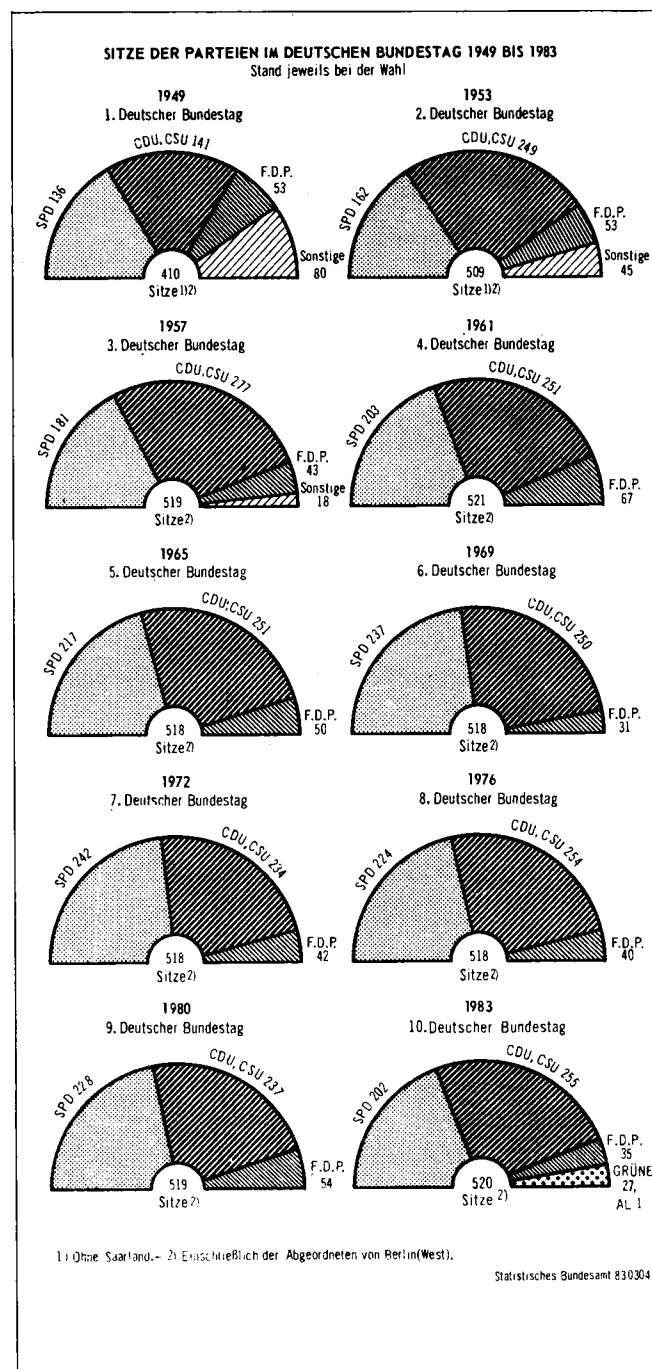 SITZE DER PARTEIEN IM DEUTSCHEN BUNDESTAG 1949 BIS 1983
Stand jeweils bei der Wahl
1949
1. Deutscher Bundestag
CDU, CSU 141
SPD 136
F.D.P.
53
Sonstige
80
410
Sitze 1)2)
1953
2. Deutscher Bundestag
CDU, CSU 249
SPD 162
F.D.P.
53
Sonstige
45
509
Sitze 1)2)
1957
3. Deutscher Bundestag
CDU, CSU 277
SPD 181
F.D.P.
43
Sonstige
18
519
Sitze 2)
1961
4. Deutscher Bundestag
CDU, CSU 251
SPD 203
F.D.P.
67
521
Sitze 2)
1965
5. Deutscher Bundestag
CDU, CSU 251
SPD 217
F.D.P.
50
518
Sitze 2)
1969
6. Deutscher Bundestag
CDU, CSU 250
SPD 237
F.D.P.
31
518
Sitze 2)
1972
7. Deutscher Bundestag
CDU, CSU 234
SPD 242
F.D.P.
42
518
Sitze 2)
1976
8. Deutscher Bundestag
CDU, CSU 254
SPD 224
F.D.P.
40
518
Sitze 2)
1980
9. Deutscher Bundestag
CDU, CSU 237
SPD 228
F.D.P.
54
519
Sitze 2)
1983
10. Deutscher Bundestag
CDU, CSU 255
SPD 202
F.D.P.
35
GRÜNE
27,
AL 1
520
Sitze 2)
1) Ohne Saarland.– 2) Einschließlich der Abgeordneten von Berlin(West).
Statistisches Bundesamt 830304